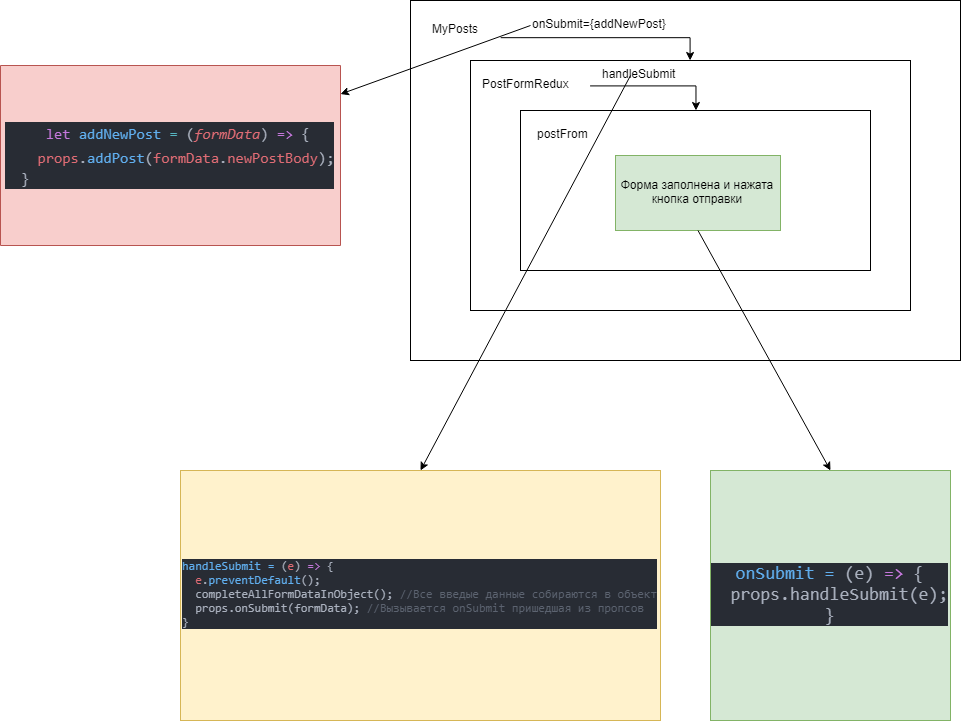 MyPosts
onSubmit={addNewPost}
PostFormRedux
handleSubmit
postFrom
Форма заполнена и нажата
кнопка отправки
let addNewPost = (formData) => {
props.addPost(formData.newPostBody);
}
handleSubmit = (e) => {
e.preventDefault();
completeAllFormDataInObject(); //Все введые данные собираются в объект
props.onSubmit(formData); //Вызывается onSubmit пришедшая из пропсов
}
onSubmit = (e) => {
props.handleSubmit(e);
}